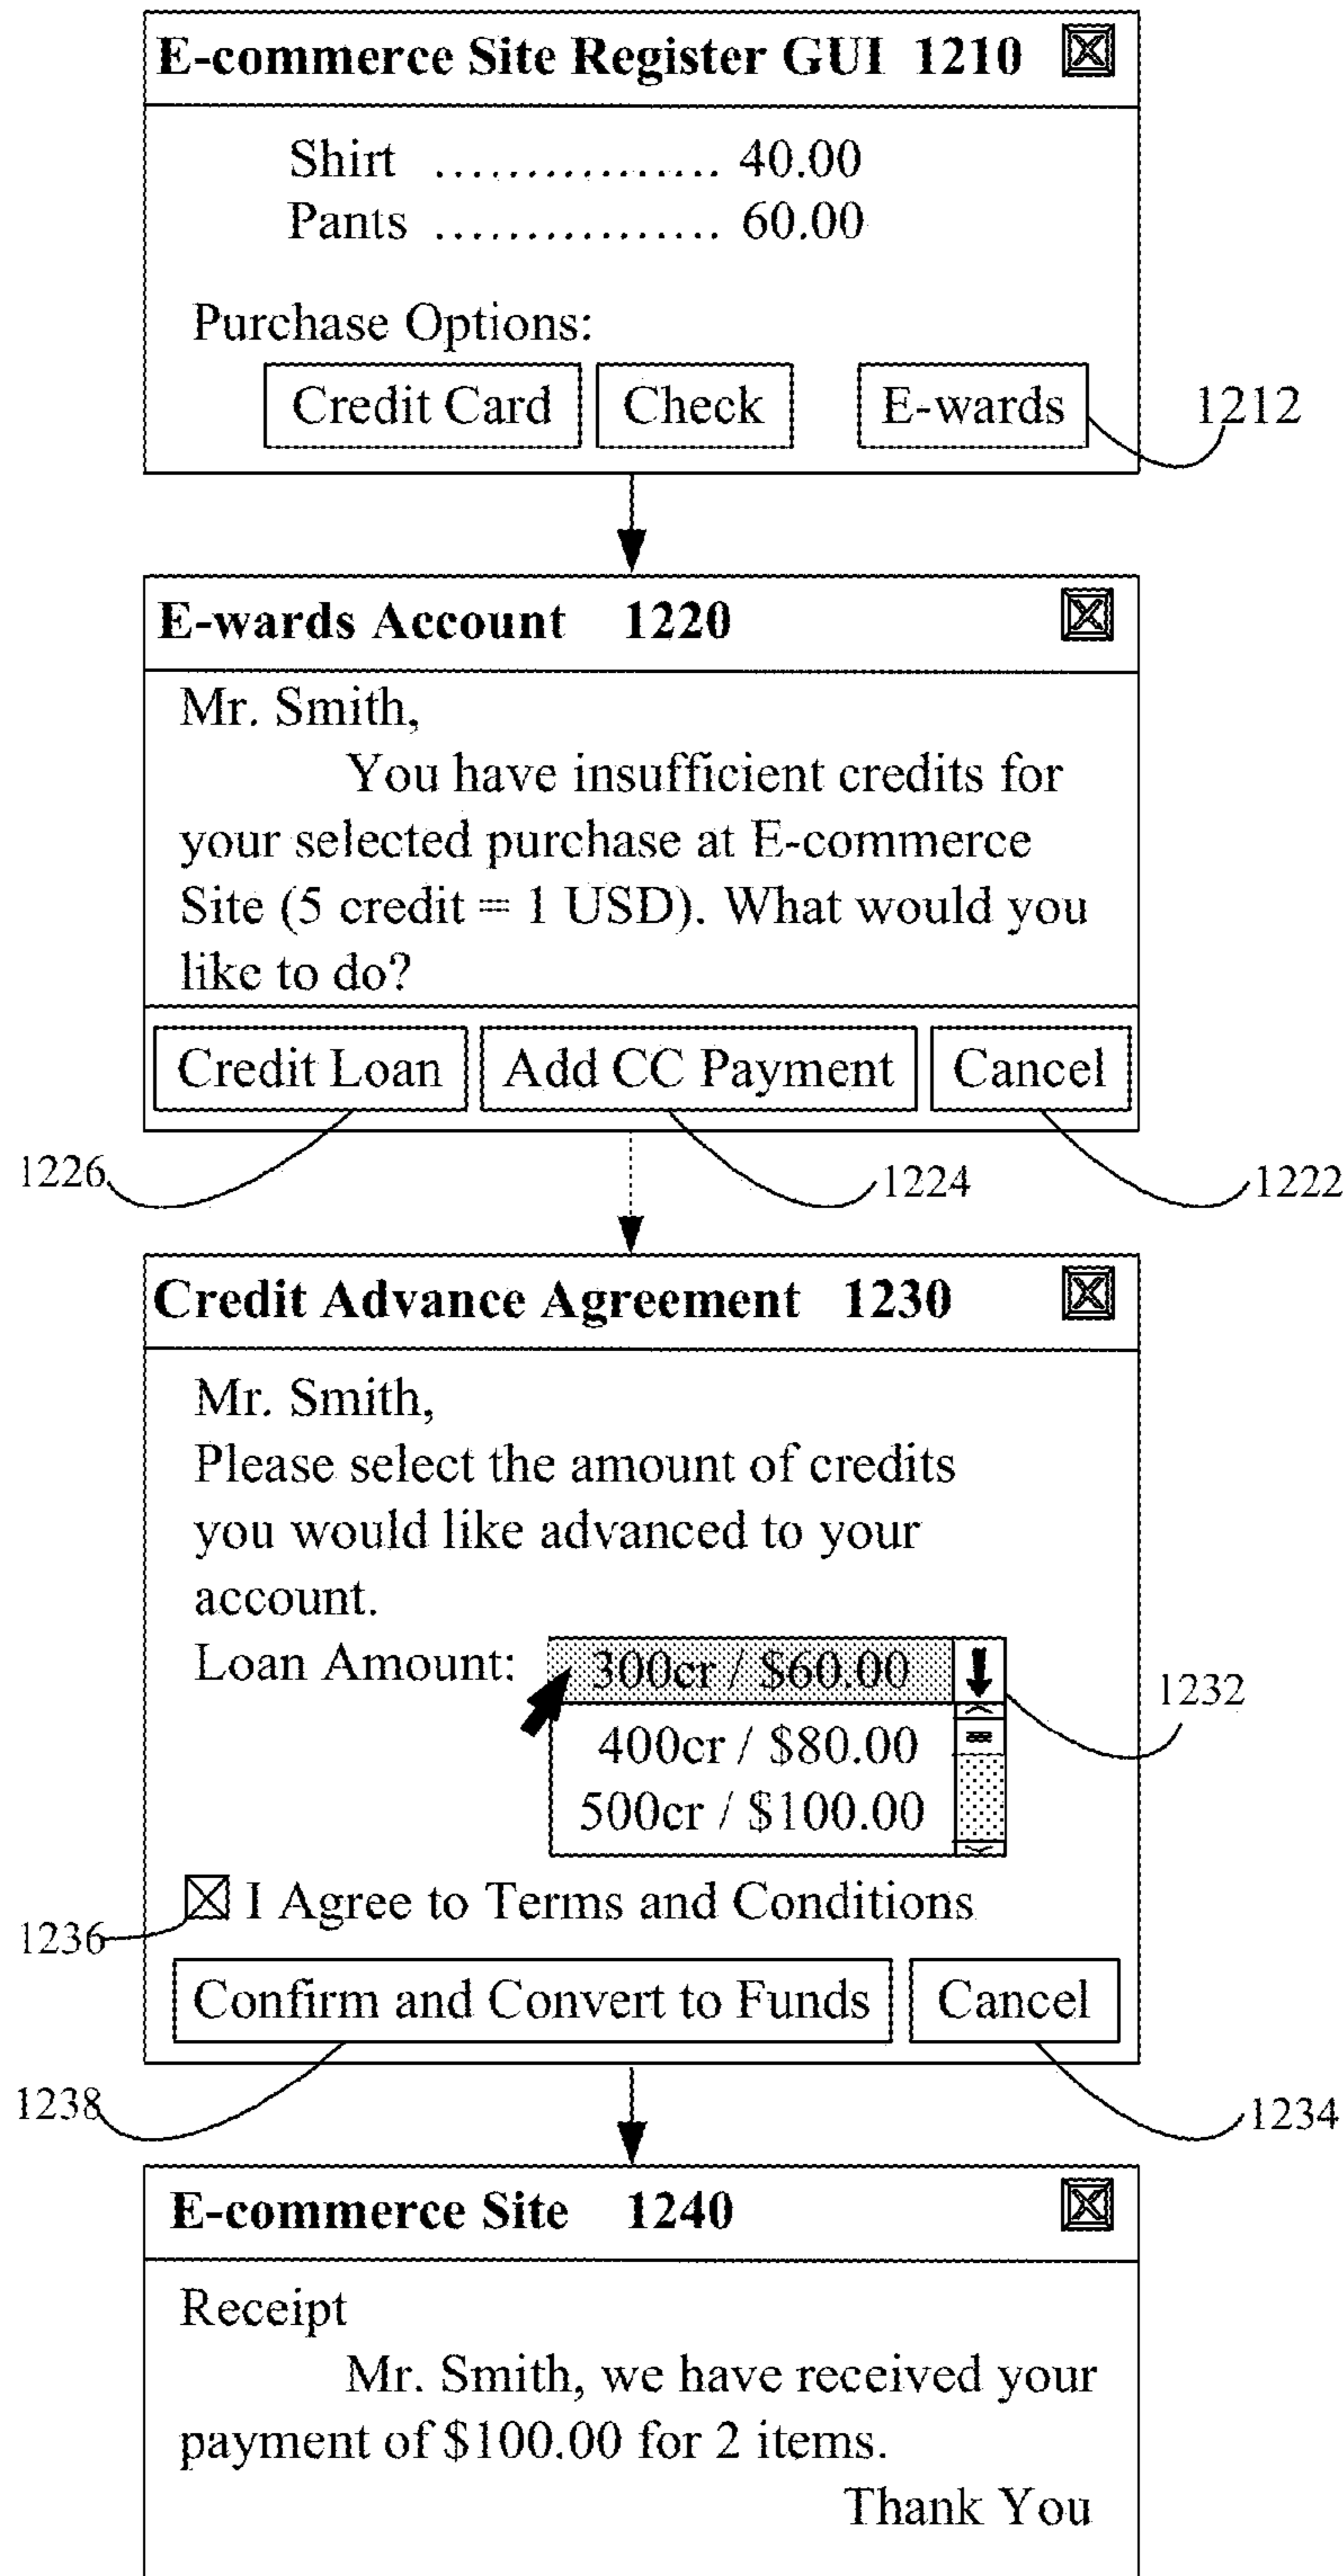 E-commerce Site Register GUI 1210
Shirt ................ 40.00
Pants ................ 60.00
Purchase Options:
Credit Card Check E-wards 1212
E-wards Account 1220
Mr. Smith,
You have insufficient credits for
your selected purchase at E-commerce
Site (5 credit = 1 USD). What would you
like to do?
Credit Loan Add CC Payment Cancel
1226 1224 1222
Credit Advance Agreement 1230
Mr. Smith,
Please select the amount of credits
you would like advanced to your
account.
Loan Amount: 300cr / $60.00
1232
400cr / $80.00
500cr / $100.00
I Agree to Terms and Conditions
1236
Confirm and Convert to Funds Cancel
1238 1234
E-commerce Site 1240
Receipt
Mr. Smith, we have received your
payment of $100.00 for 2 items.
Thank You